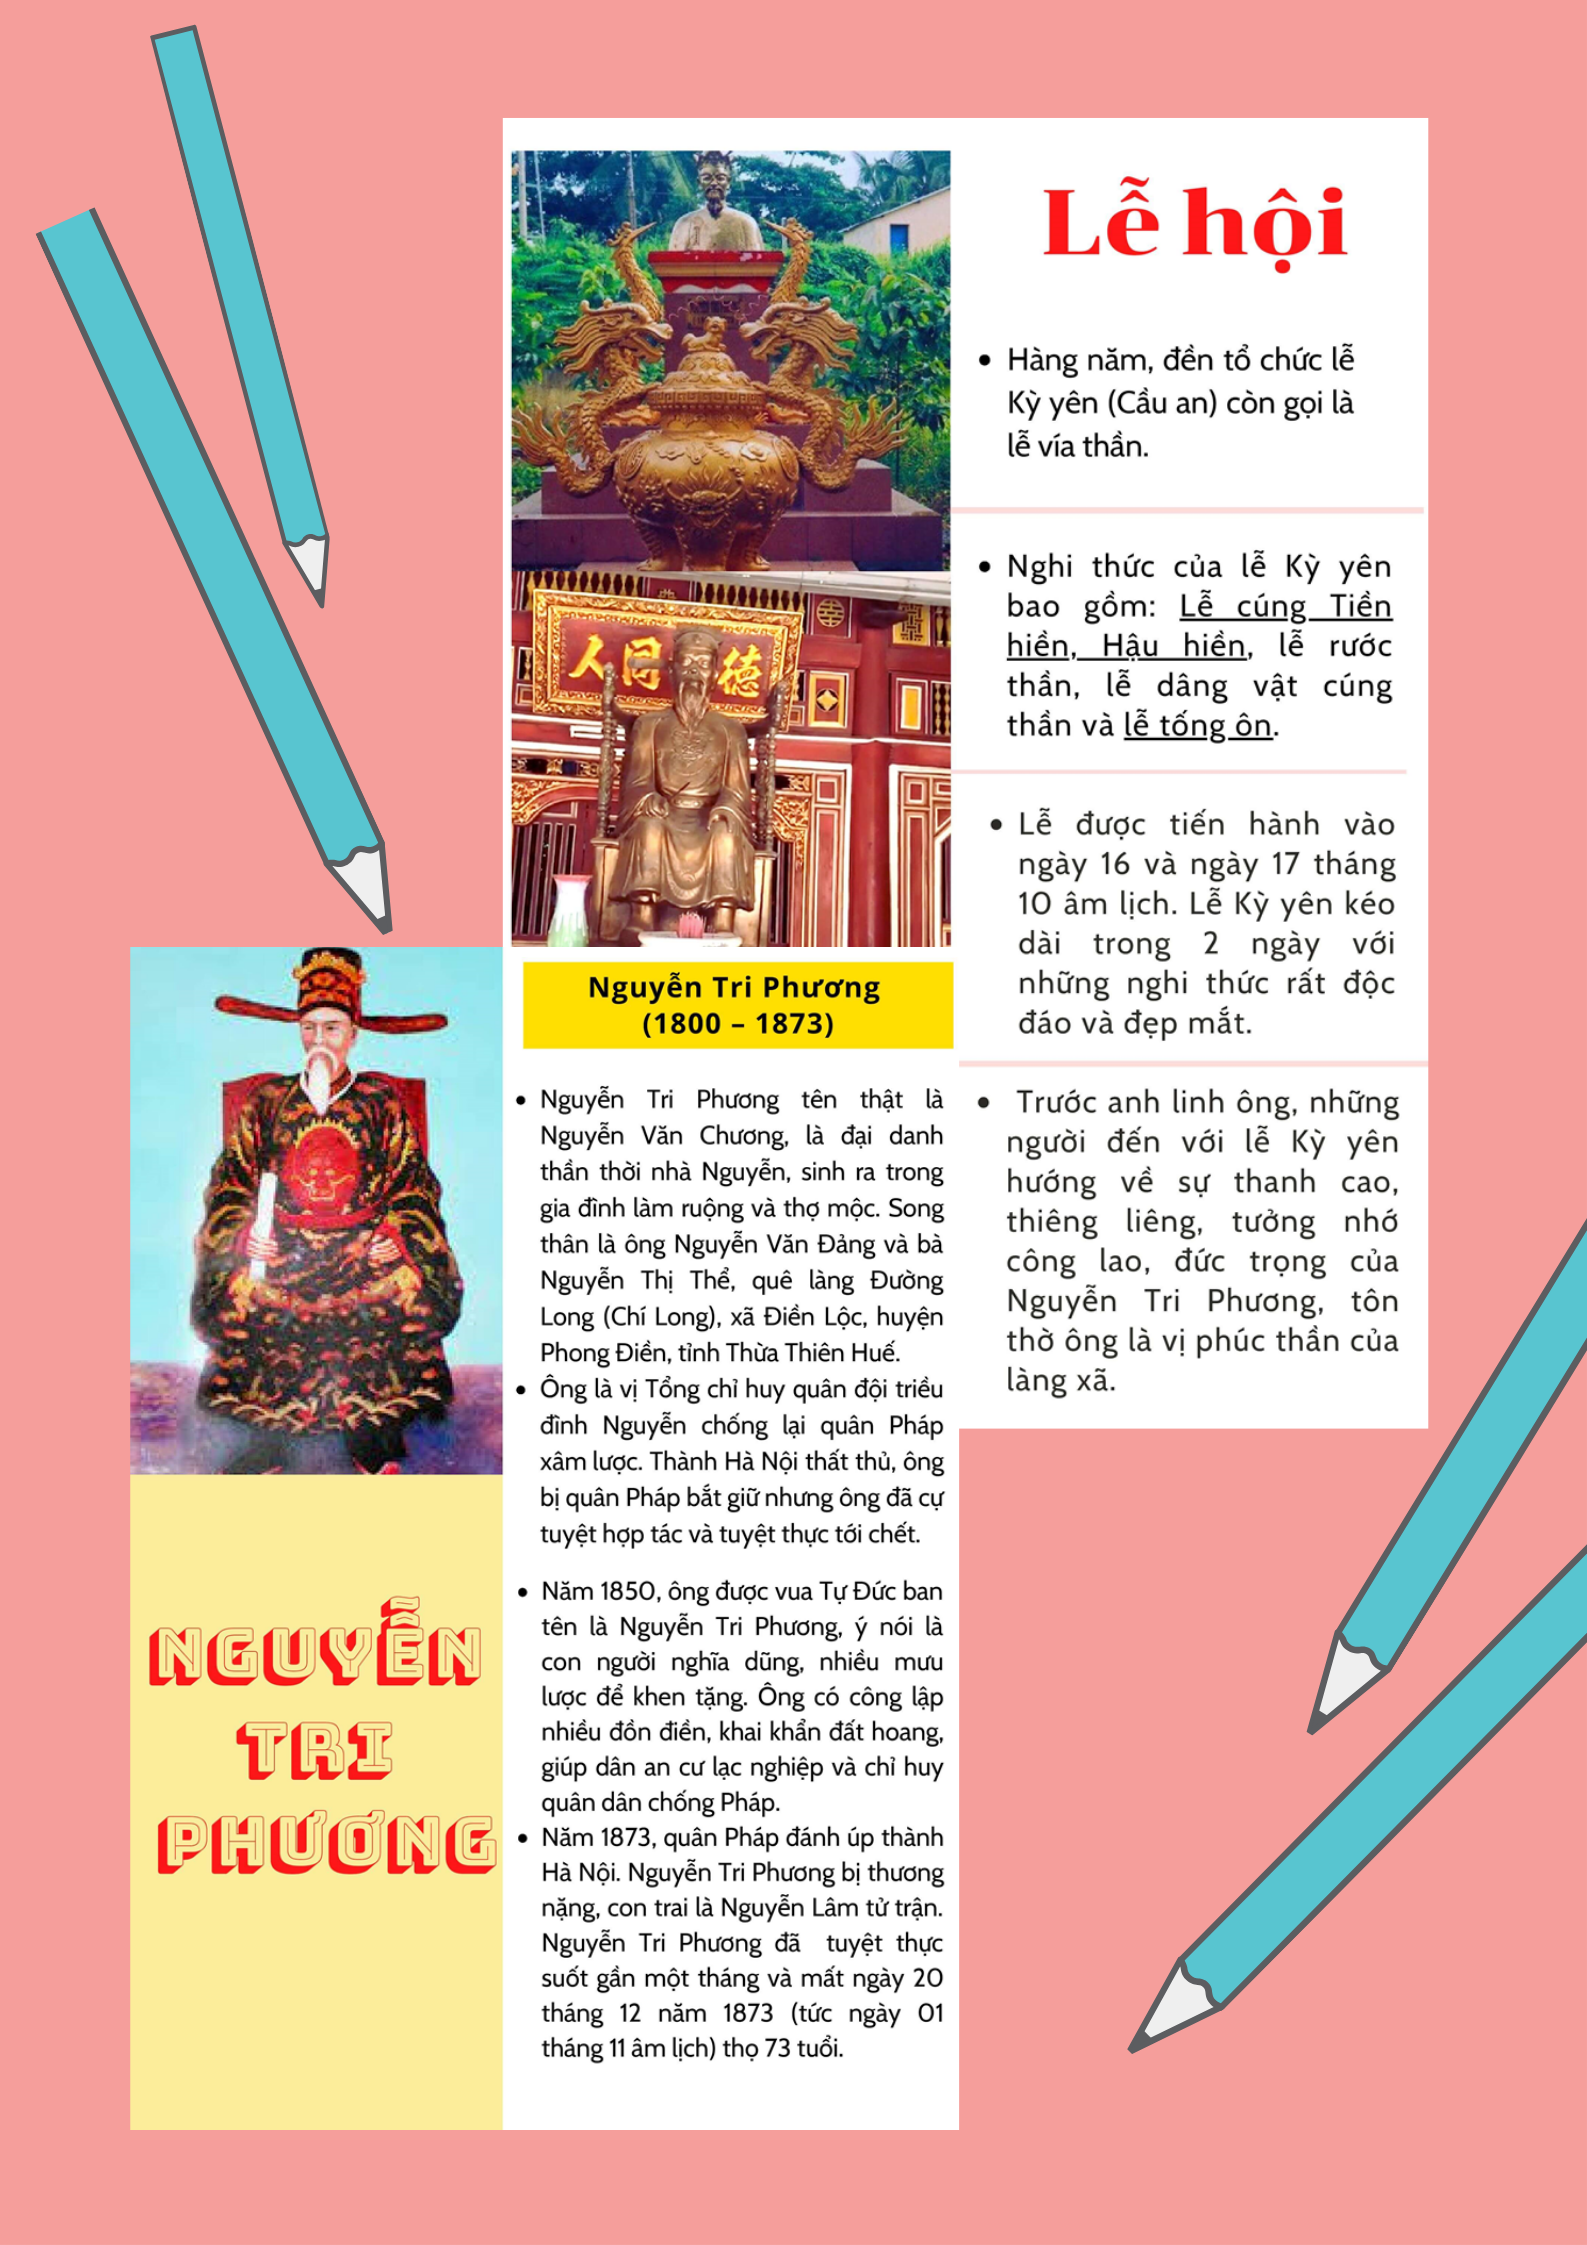 NGUYỄN
TRI
PHƯƠNG
人 同 德
Nguyễn Tri Phương
(1800 – 1873)
Nguyễn Tri Phương tên thật là
Nguyễn Văn Chương, là đại danh
thần thời nhà Nguyễn, sinh ra trong
gia đình làm ruộng và thợ mộc. Song
thân là ông Nguyễn Văn Đảng và bà
Nguyễn Thị Thể, quê làng Đường
Long (Chí Long), xã Điền Lộc, huyện
Phong Điền, tỉnh Thừa Thiên Huế.
Ông là vị Tổng chỉ huy quân đội triều
đình Nguyễn chống lại quân Pháp
xâm lược. Thành Hà Nội thất thủ, ông
bị quân Pháp bắt giữ nhưng ông đã cự
tuyệt hợp tác và tuyệt thực tới chết.
Năm 1850, ông được vua Tự Đức ban
tên là Nguyễn Tri Phương, ý nói là
con người nghĩa dũng, nhiều mưu
lược để khen tặng. Ông có công lập
nhiều đồn điền, khai khẩn đất hoang,
giúp dân an cư lạc nghiệp và chỉ huy
quân dân chống Pháp.
Năm 1873, quân Pháp đánh úp thành
Hà Nội. Nguyễn Tri Phương bị thương
nặng, con trai là Nguyễn Lâm tử trận.
Nguyễn Tri Phương đã tuyệt thực
suốt gần một tháng và mất ngày 20
tháng 12 năm 1873 (tức ngày 01
tháng 11 âm lịch) thọ 73 tuổi.
Lễ hội
Hàng năm, đền tổ chức lễ
Kỳ yên (Cầu an) còn gọi là
lễ vía thần.
Nghi thức của lễ Kỳ yên
bao gồm: Lễ cúng Tiền
hiền, Hậu hiền, lễ rước
thần, lễ dâng vật cúng
thần và lễ tống ôn.
Lễ được tiến hành vào
ngày 16 và ngày 17 tháng
10 âm lịch. Lễ Kỳ yên kéo
dài trong 2 ngày với
những nghi thức rất độc
đáo và đẹp mắt.
Trước anh linh ông, những
người đến với lễ Kỳ yên
hướng về sự thanh cao,
thiêng liêng, tưởng nhớ
công lao, đức trọng của
Nguyễn Tri Phương, tôn
thờ ông là vị phúc thần của
làng xã.